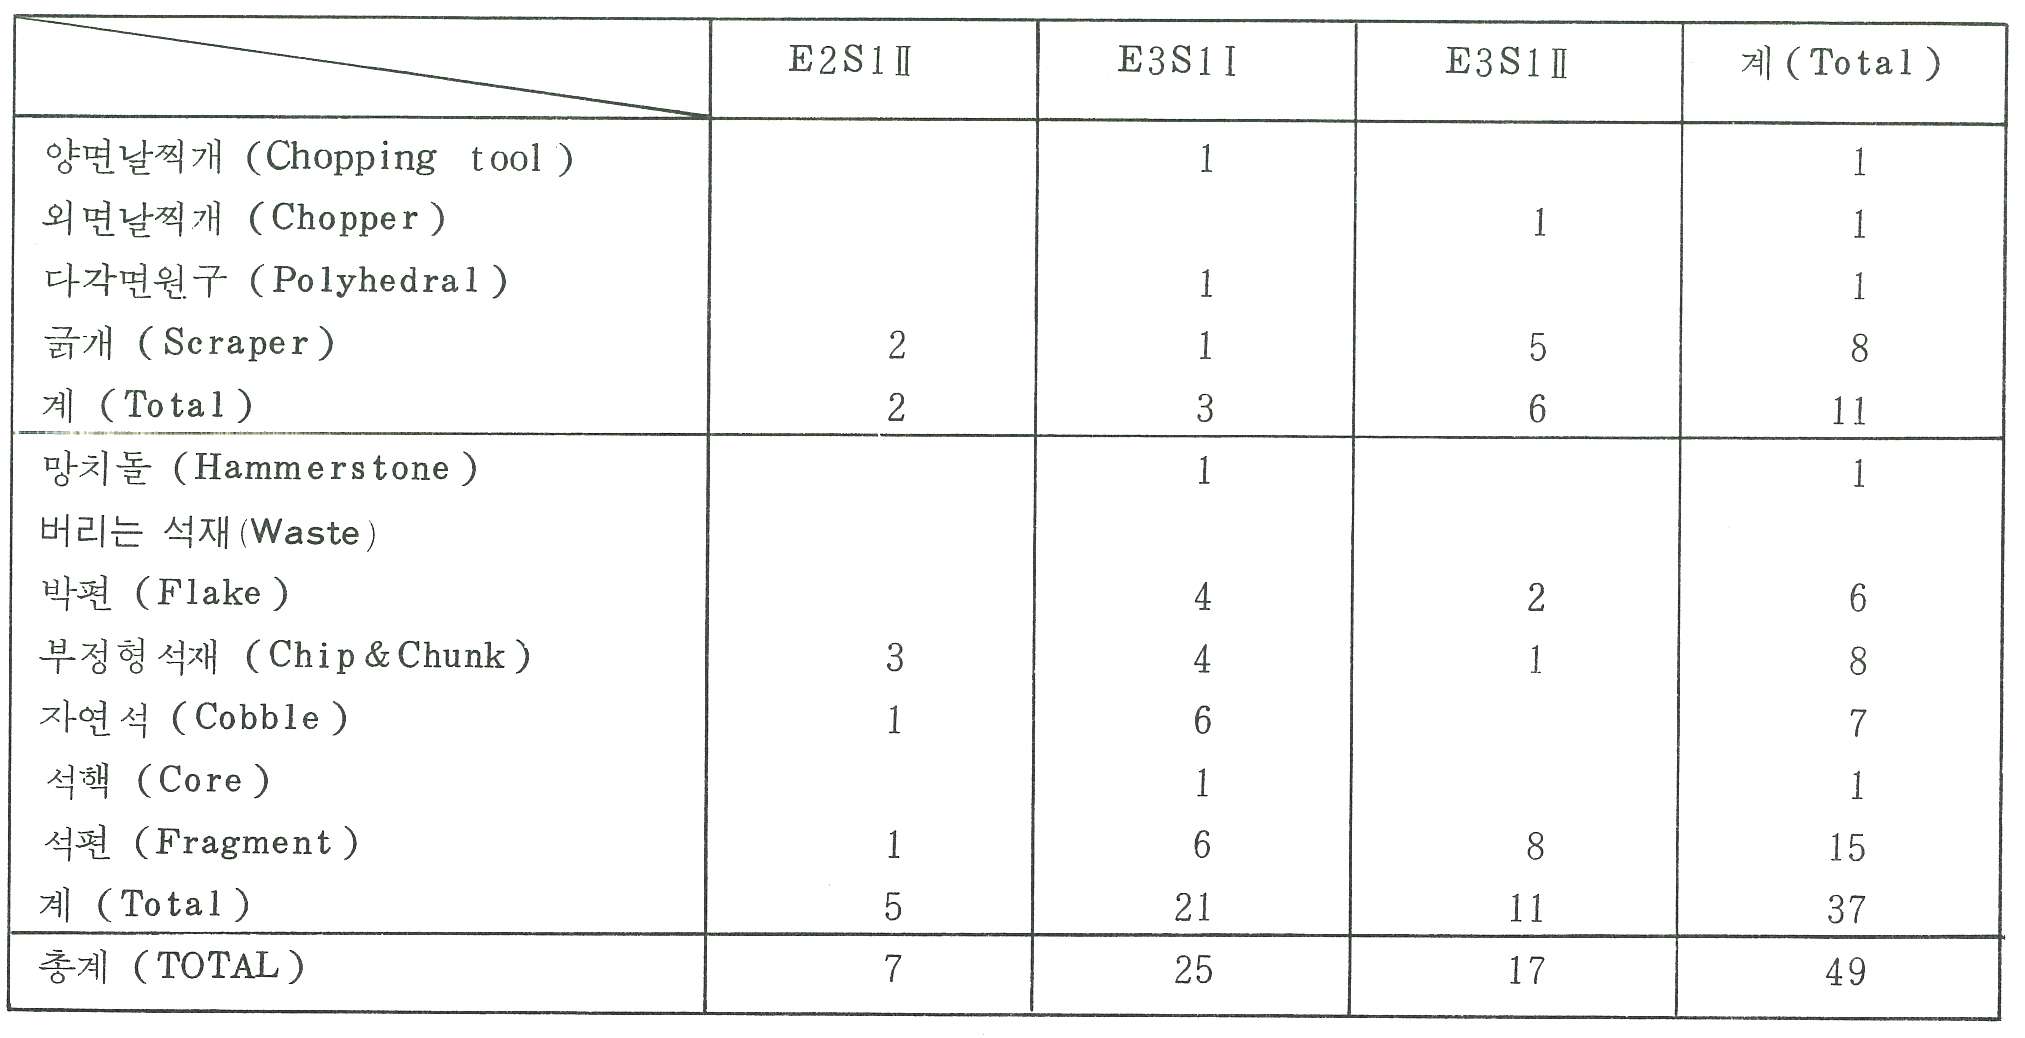 E2S1Ⅱ E3S1Ⅰ E3S1Ⅱ 계(Total)
양면날찍개 (Chopping tool) 1 1
외면날찍개 (Chopper) 1 1
다각면원구 (Polyhedral) 1 1
긁개 (Scraper) 2 1 5 8
계 (Total) 2 3 6 11
망치돌 (Hammerstone) 1 1
버리는 석재(Waste)
박편 (Flake) 4 2 6
부정형석재 (Chip&Chunk) 3 4 1 8
자연석 (Cobble) 1 6 7
석핵 (Core) 1 1
석편 (Fragment) 1 6 8 15
계 (Total) 5 21 11 37
총계 (TOTAL) 7 25 17 49